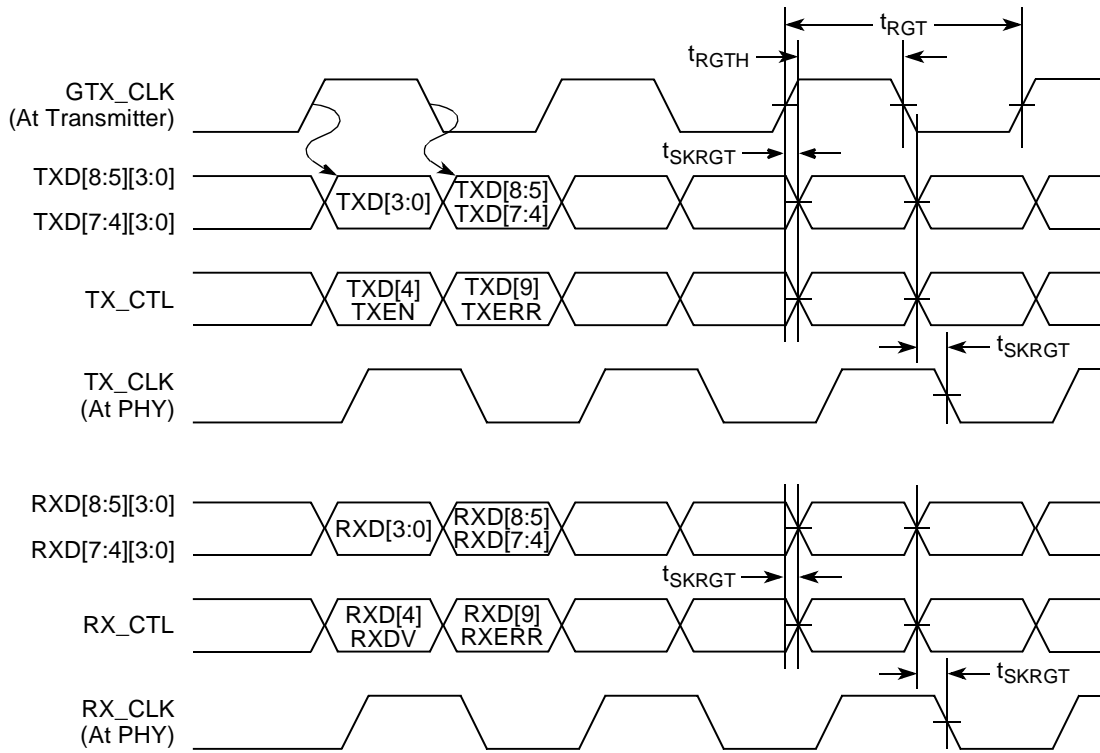 tRGT
tRGTH
GTX_CLK
(At Transmitter)
tSKRGT
TXD[8:5][3:0]
TXD[7:4][3:0]
TXD[3:0]
TXD[8:5]
TXD[7:4]
TX_CTL
TXD[4]
TXEN
TXD[9]
TXERR
tSKRGT
TX_CLK
(At PHY)
RXD[8:5][3:0]
RXD[7:4][3:0]
RXD[3:0]
RXD[8:5]
RXD[7:4]
tSKRGT
RX_CTL
RXD[4]
RXDV
RXD[9]
RXERR
tSKRGT
RX_CLK
(At PHY)